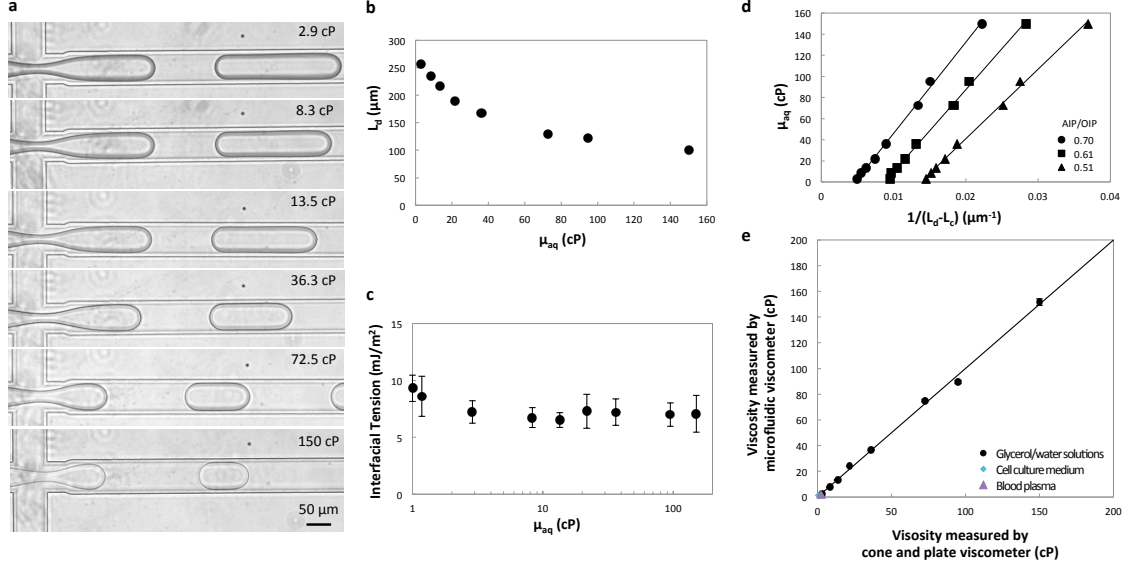 a
2.9 cP
8.3 cP
13.5 cP
36.3 cP
72.5 cP
150 cP
50 µm
b
300
250
200
150
100
50
0
L_d (µm)
0 20 40 60 80 100 120 140 160
µ_aq (cP)
c
15
10
5
0
Interfacial Tension (mJ/m²)
1 10 100
µ_aq (cP)
d
160
140
120
100
80
60
40
20
0
µ_aq (cP)
AIP/OIP
0.70
0.61
0.51
0 0.01 0.02 0.03 0.04
1/(L_d-L_c) (µm⁻¹)
e
200
180
160
140
120
100
80
60
40
20
0
Viscosity measured by
microfluidic viscometer (cP)
Glycerol/water solutions
Cell culture medium
Blood plasma
0 50 100 150 200
Visosity measured by
cone and plate viscometer (cP)